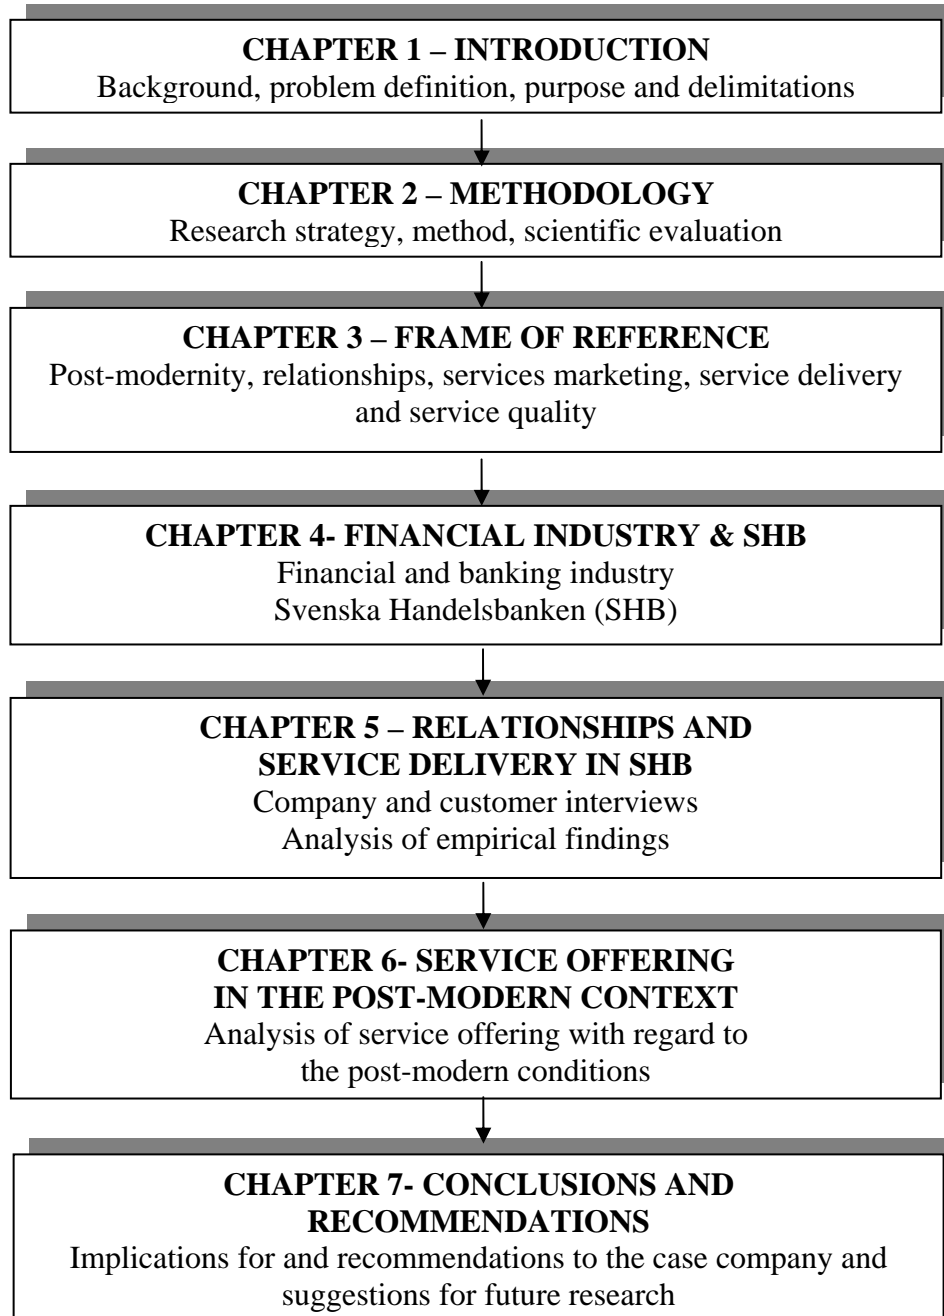 CHAPTER 1 – INTRODUCTION
Background, problem definition, purpose and delimitations
CHAPTER 2 – METHODOLOGY
Research strategy, method, scientific evaluation
CHAPTER 3 – FRAME OF REFERENCE
Post-modernity, relationships, services marketing, service delivery
and service quality
CHAPTER 4- FINANCIAL INDUSTRY & SHB
Financial and banking industry
Svenska Handelsbanken (SHB)
CHAPTER 5 – RELATIONSHIPS AND
SERVICE DELIVERY IN SHB
Company and customer interviews
Analysis of empirical findings
CHAPTER 6- SERVICE OFFERING
IN THE POST-MODERN CONTEXT
Analysis of service offering with regard to
the post-modern conditions
CHAPTER 7- CONCLUSIONS AND
RECOMMENDATIONS
Implications for and recommendations to the case company and
suggestions for future research